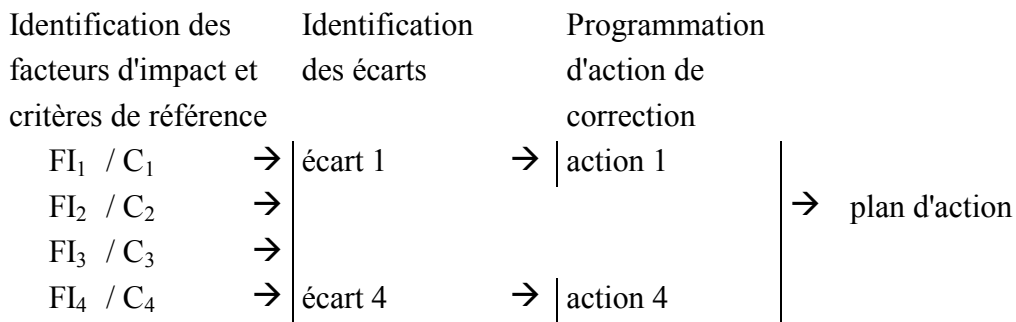 Identification des Identification Programmation
facteurs d'impact et des écarts d'action de
critères de référence correction
FI₁ / C₁ → écart 1 → action 1
FI₂ / C₂ → → plan d'action
FI₃ / C₃ →
FI₄ / C₄ → écart 4 → action 4